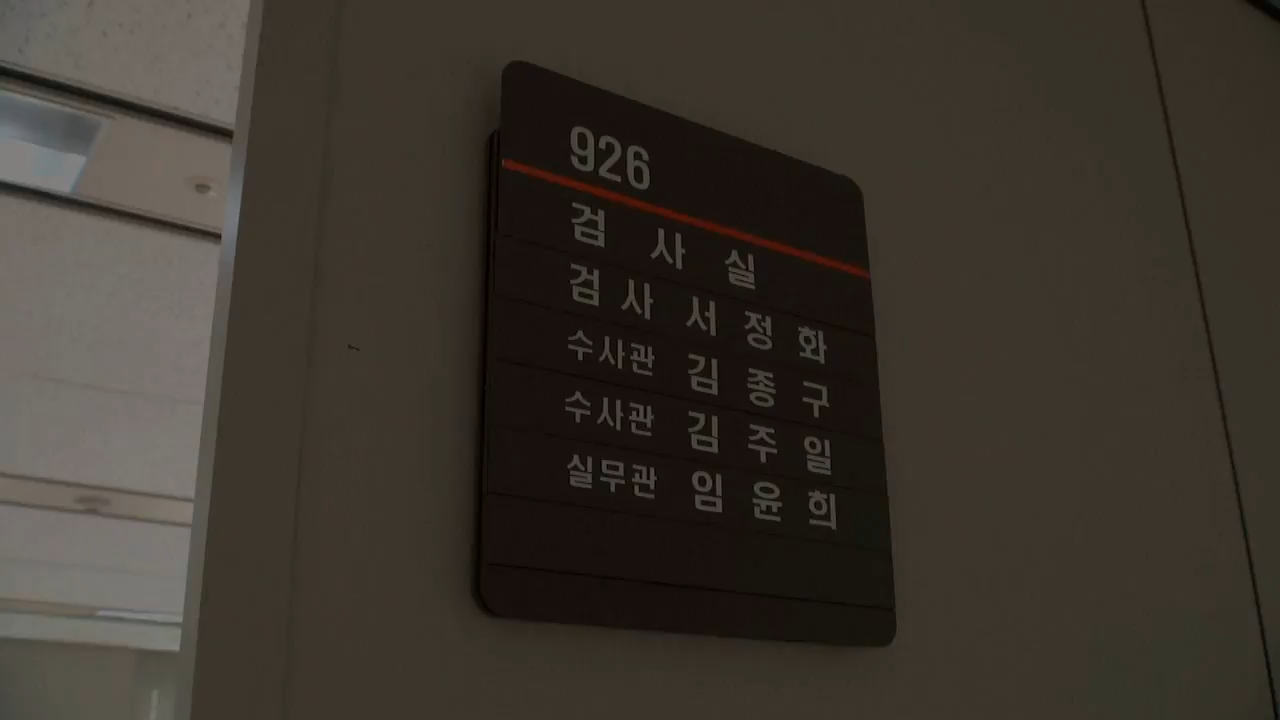 926
검 사 실
검 사 서 정 화
수사관 김 종 구
수사관 김 주 일
실무관 임 윤 희